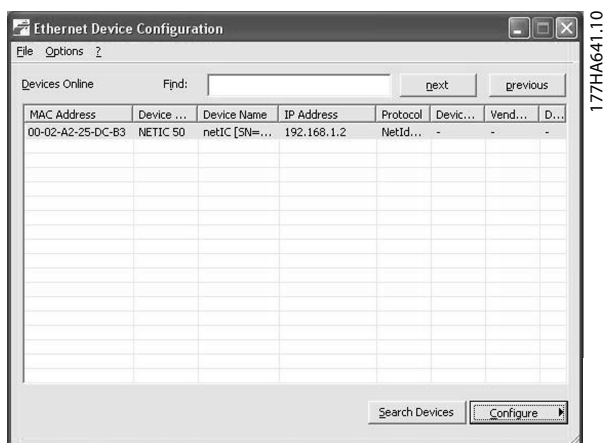 Ethernet Device Configuration
File Options ?
Devices Online Find: next previous
MAC Address Device ... Device Name IP Address Protocol Devic... Vend... D...
00-02-A2-25-DC-B3 NETIC 50 netIC [SN=... 192.168.1.2 NetId... - - -
Search Devices Configure
177HA641.10